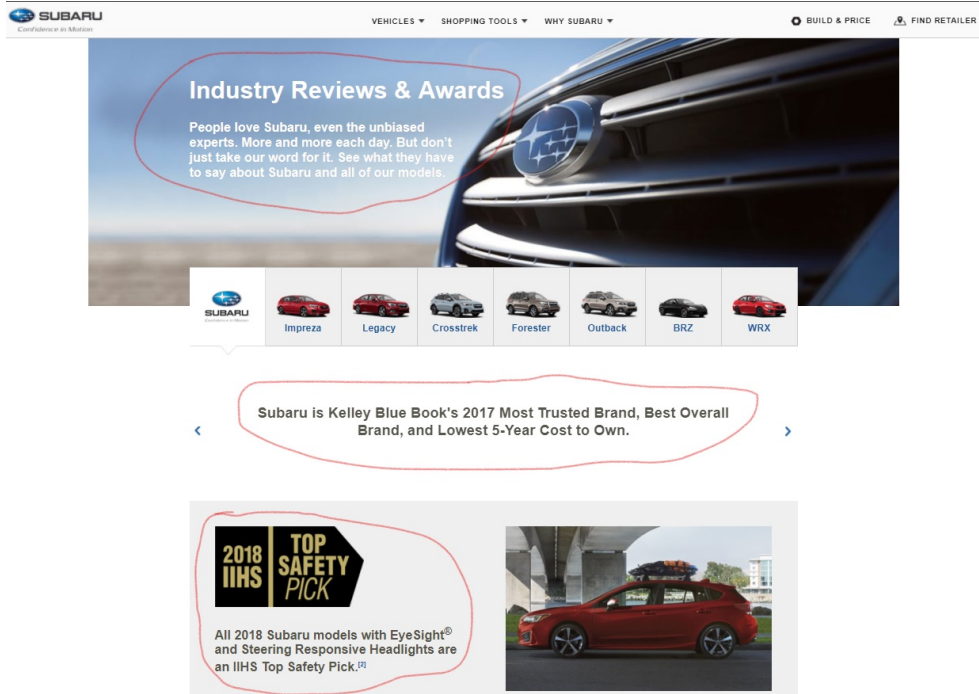 SUBARU
Confidence in Motion
VEHICLES ▼ SHOPPING TOOLS ▼ WHY SUBARU ▼
BUILD & PRICE FIND RETAILER
Industry Reviews & Awards
People love Subaru, even the unbiased
experts. More and more each day. But don't
just take our word for it. See what they have
to say about Subaru and all of our models.
SUBARU
Confidence in Motion
Impreza Legacy Crosstrek Forester Outback BRZ WRX
Subaru is Kelley Blue Book's 2017 Most Trusted Brand, Best Overall
Brand, and Lowest 5-Year Cost to Own.
2018 IIHS TOP SAFETY PICK
All 2018 Subaru models with EyeSight®
and Steering Responsive Headlights are
an IIHS Top Safety Pick.[2]